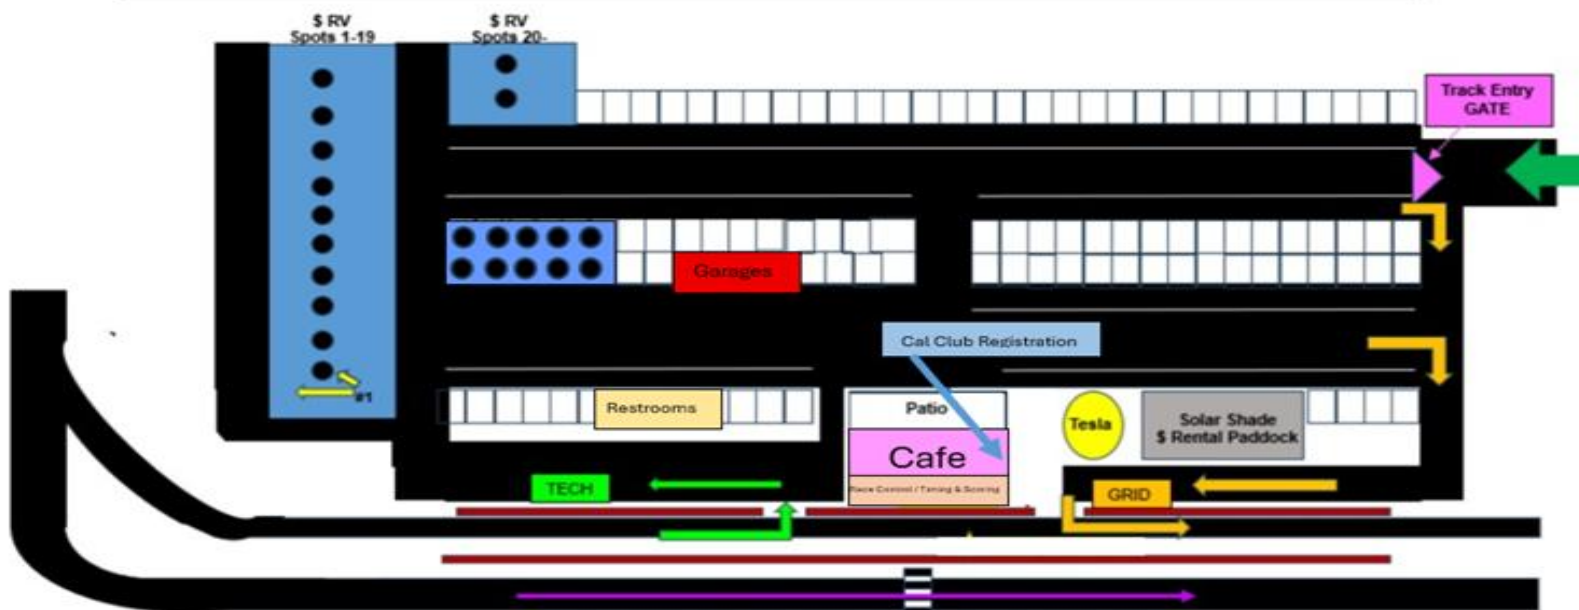 $ RV
Spots 1-19
$ RV
Spots 20-
Track Entry
GATE
Garages
Cal Club Registration
#1
Restrooms
Patio
Tesla
Solar Shade
$ Rental Paddock
Cafe
TECH
Race Control / Timing & Scoring
GRID